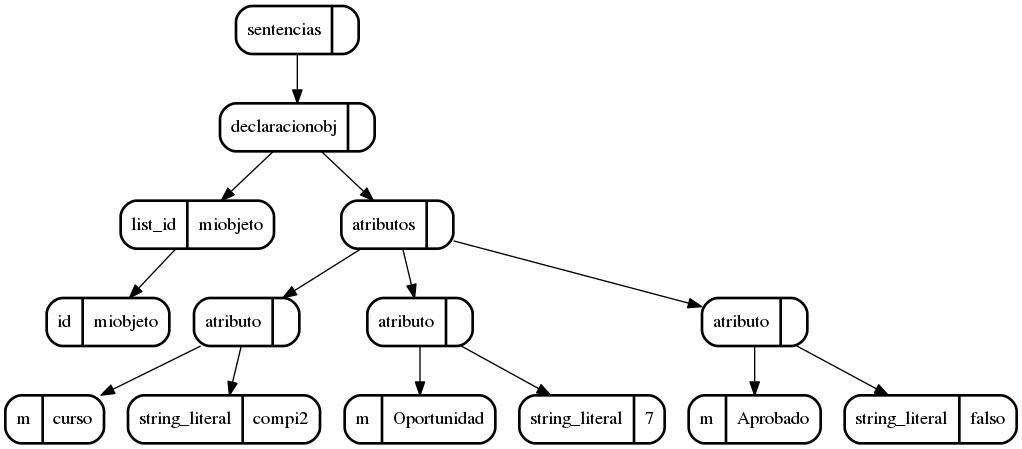 sentencias
declaracionobj
list_id miobjeto
atributos
id miobjeto
atributo
atributo
atributo
m curso
string_literal compi2
m Oportunidad
string_literal 7
m Aprobado
string_literal falso